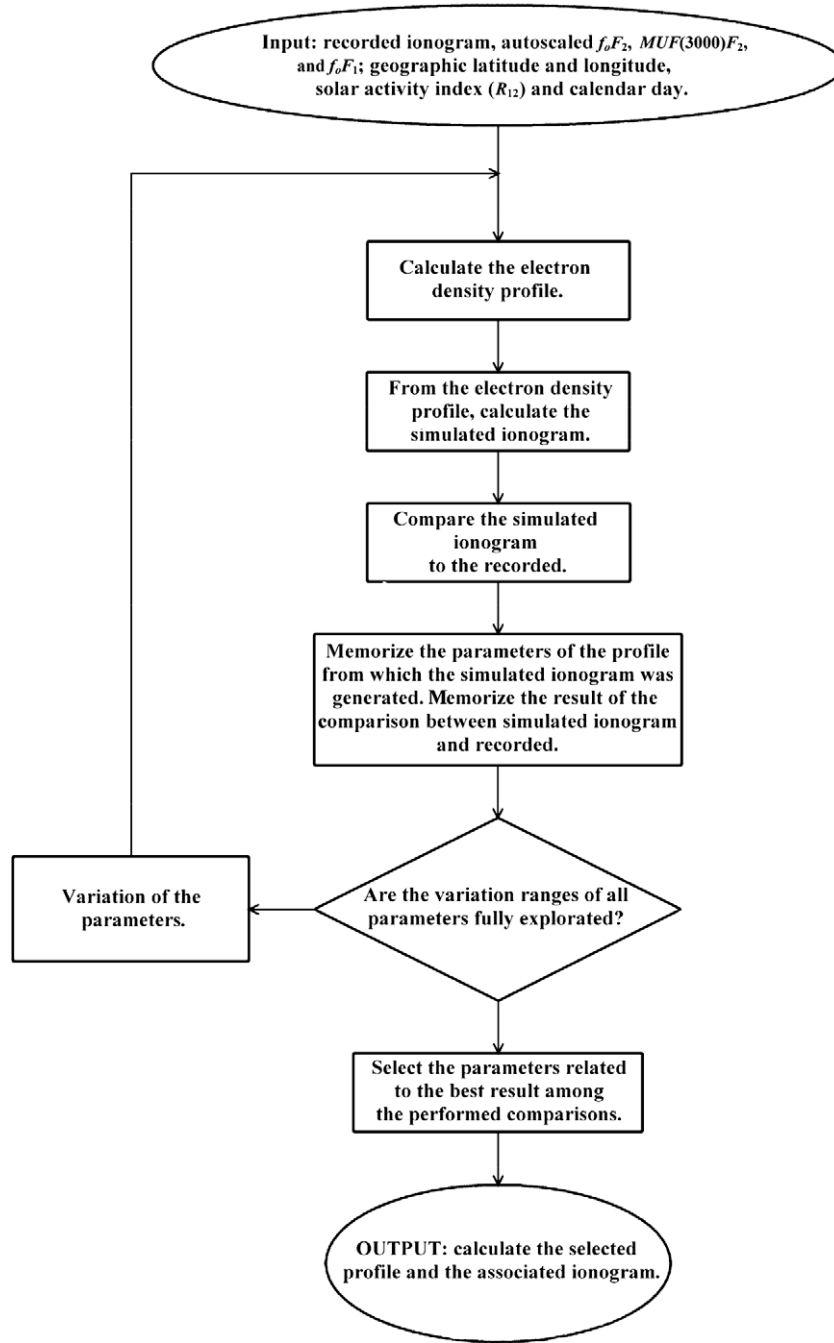 Input: recorded ionogram, autoscaled foF2, MUF(3000)F2,
and foF1; geographic latitude and longitude,
solar activity index (R12) and calendar day.
Calculate the electron
density profile.
From the electron density
profile, calculate the
simulated ionogram.
Compare the simulated
ionogram
to the recorded.
Memorize the parameters of the profile
from which the simulated ionogram was
generated. Memorize the result of the
comparison between simulated ionogram
and recorded.
Are the variation ranges of all
parameters fully explorated?
Variation of the
parameters.
Select the parameters related
to the best result among
the performed comparisons.
OUTPUT: calculate the selected
profile and the associated ionogram.